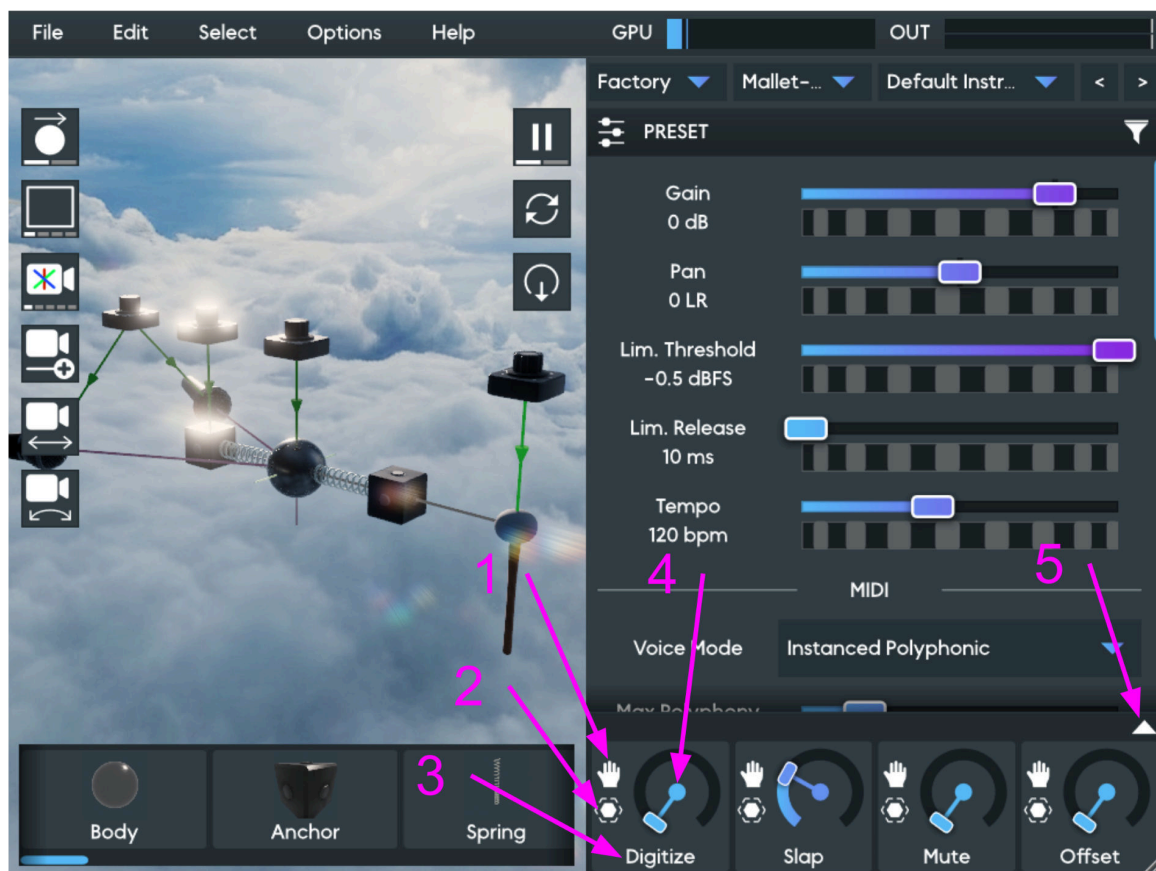 File Edit Select Options Help GPU OUT
Factory Mallet-... Default Instr... < >
PRESET
Gain
0 dB
Pan
0 LR
Lim. Threshold
-0.5 dBFS
Lim. Release
10 ms
Tempo
120 bpm
1 4 5
MIDI
Voice Mode Instanced Polyphonic
2
Max Polyphony
3
Body Anchor Spring
Digitize Slap Mute Offset